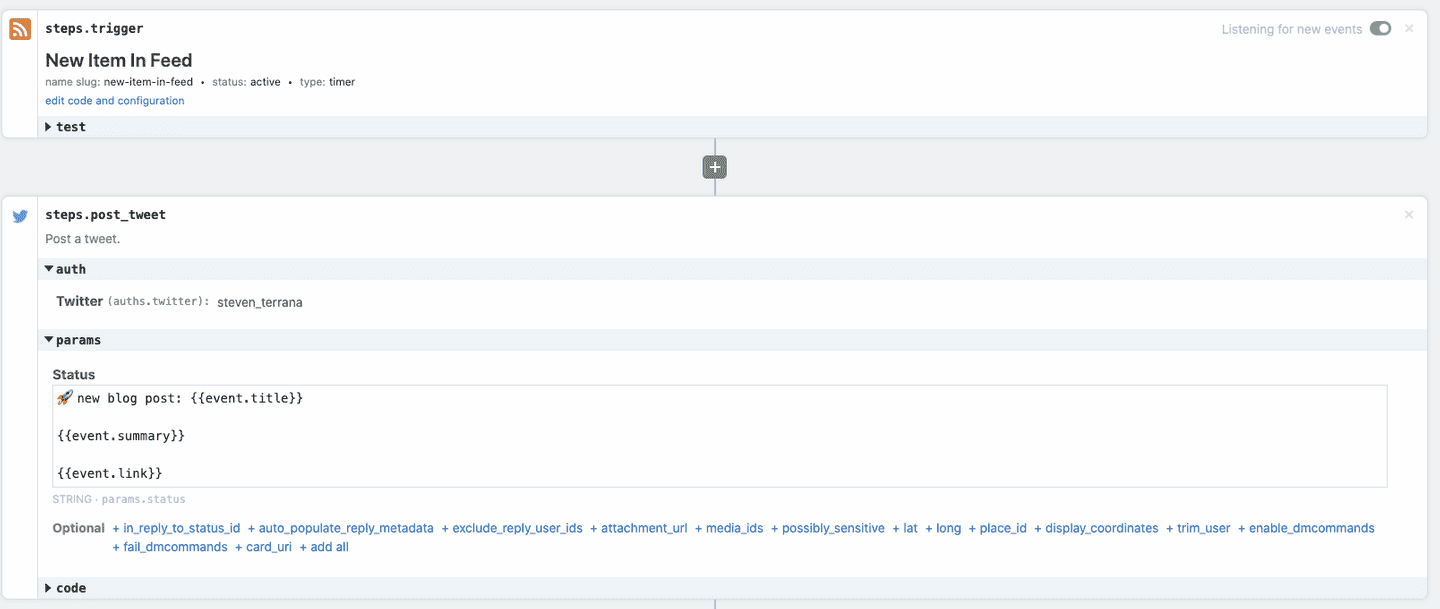 steps.trigger
Listening for new events
New Item In Feed
name slug: new-item-in-feed • status: active • type: timer
edit code and configuration
test
steps.post_tweet
Post a tweet.
auth
Twitter (auths.twitter): steven_terrana
params
Status
🚀 new blog post: {{event.title}}
{{event.summary}}
{{event.link}}
STRING · params.status
Optional + in_reply_to_status_id + auto_populate_reply_metadata + exclude_reply_user_ids + attachment_url + media_ids + possibly_sensitive + lat + long + place_id + display_coordinates + trim_user + enable_dmcommands
+ fail_dmcommands + card_uri + add all
code